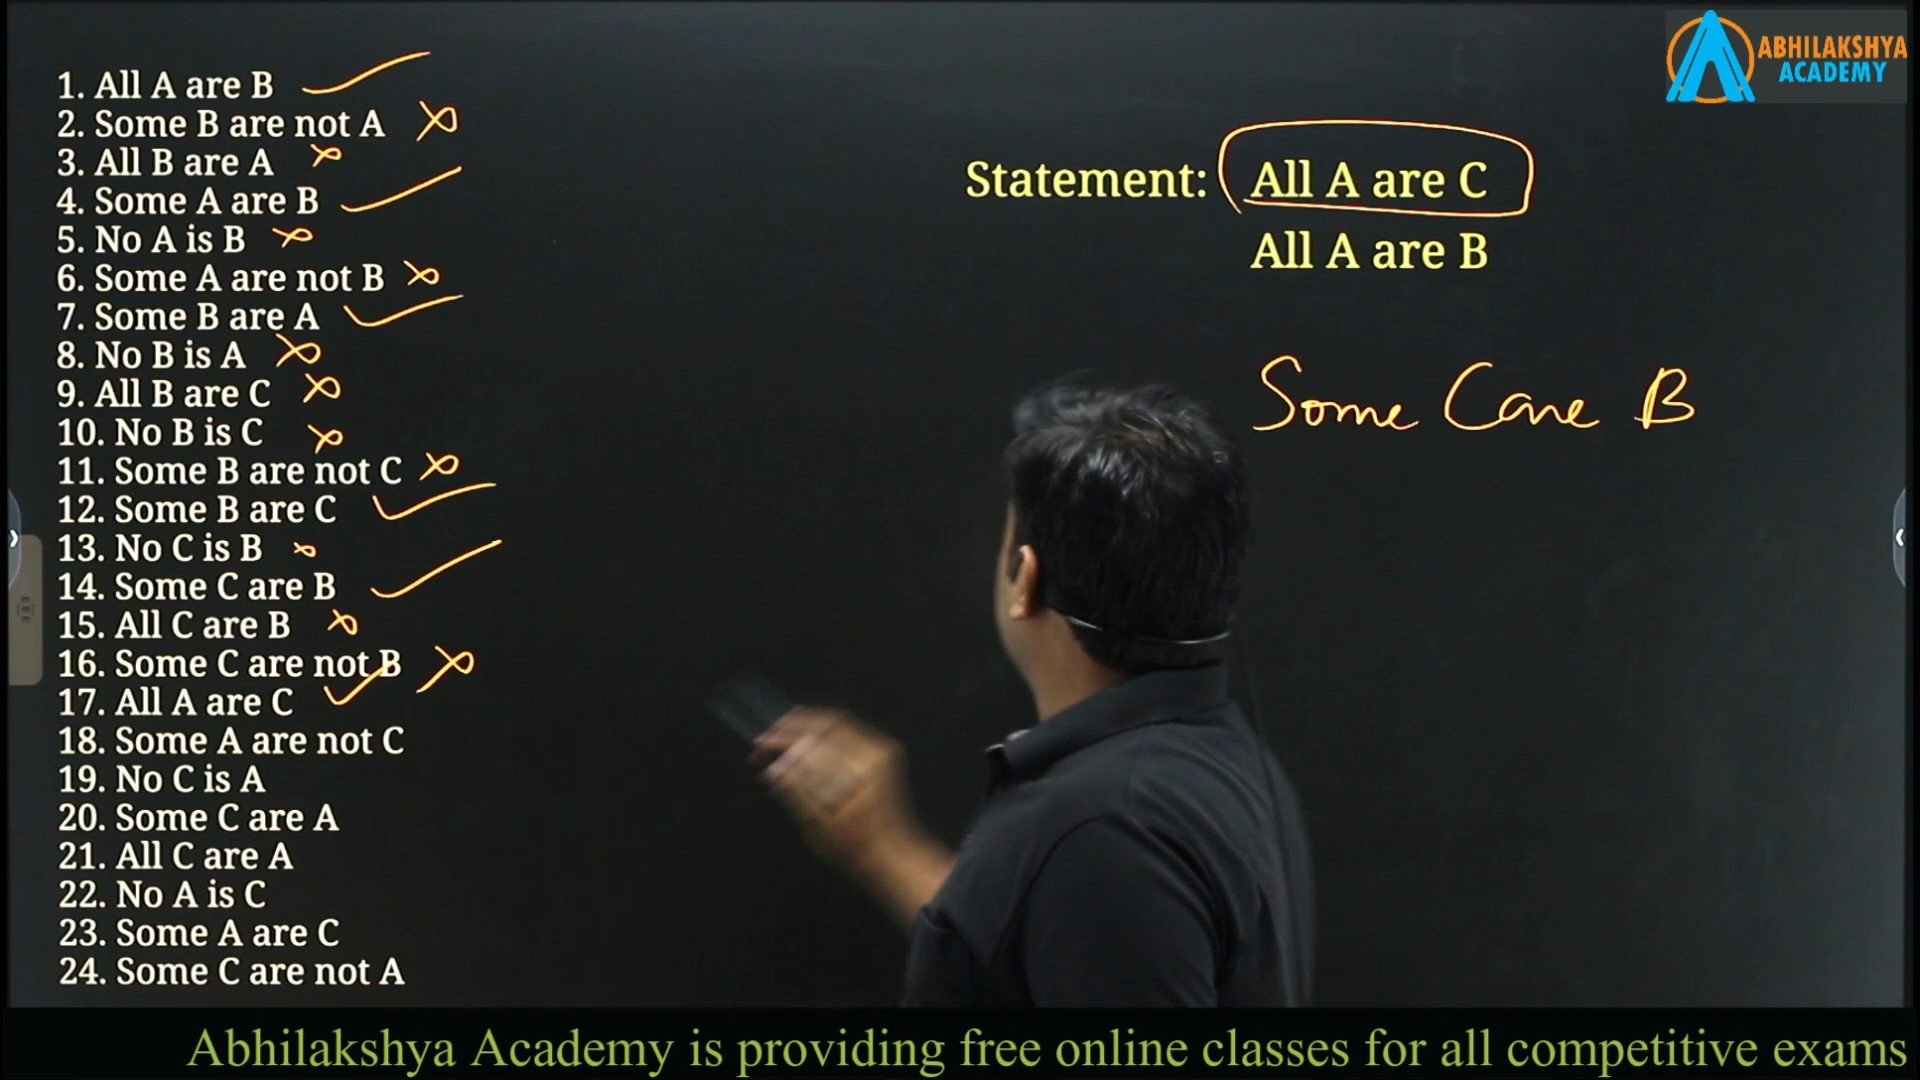 1. All A are B
2. Some B are not A
3. All B are A
4. Some A are B
5. No A is B
6. Some A are not B
7. Some B are A
8. No B is A
9. All B are C
10. No B is C
11. Some B are not C
12. Some B are C
13. No C is B
14. Some C are B
15. All C are B
16. Some C are not B
17. All A are C
18. Some A are not C
19. No C is A
20. Some C are A
21. All C are A
22. No A is C
23. Some A are C
24. Some C are not A
ABHILAKSHYA
ACADEMY
Statement: All A are C
All A are B
Some C are B
Abhilakshya Academy is providing free online classes for all competitive exams